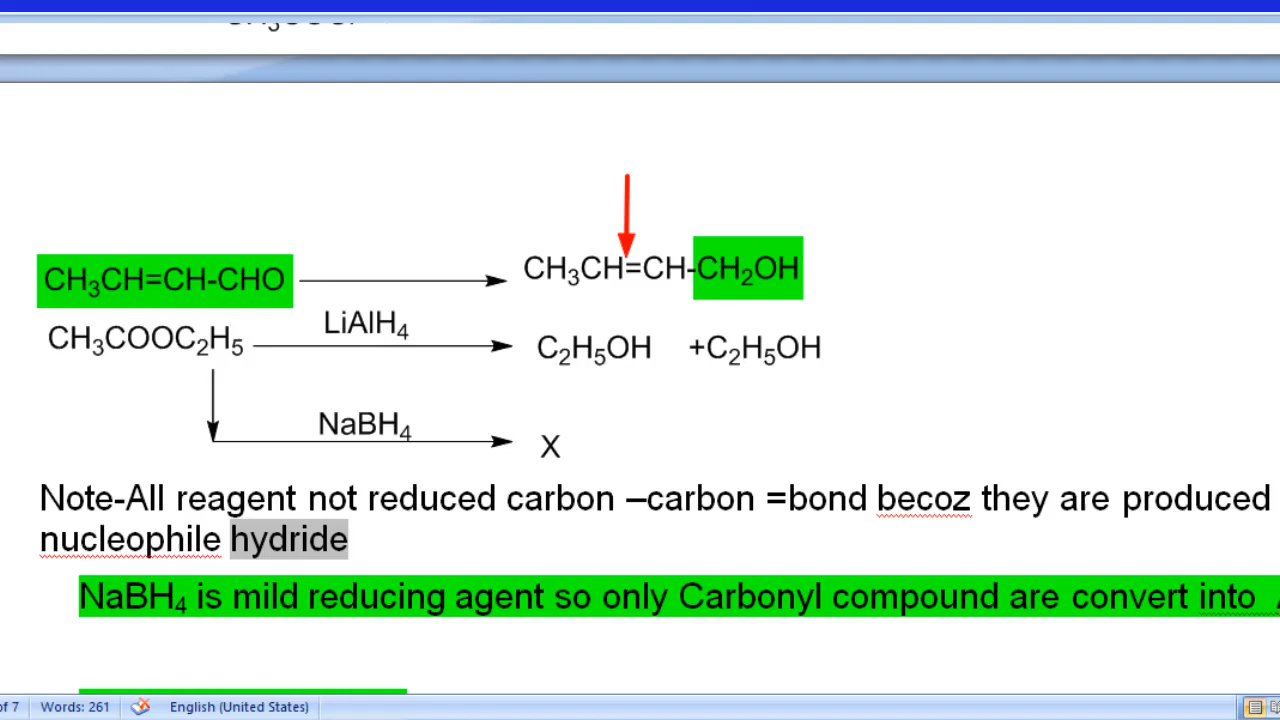 CH₃CH=CH-CHO CH₃CH=CH-CH₂OH
CH₃COOC₂H₅ LiAlH₄ C₂H₅OH +C₂H₅OH
NaBH₄ X
Note-All reagent not reduced carbon –carbon =bond becoz they are produced
nucleophile hydride
NaBH₄ is mild reducing agent so only Carbonyl compound are convert into
of 7 Words: 261 English (United States)